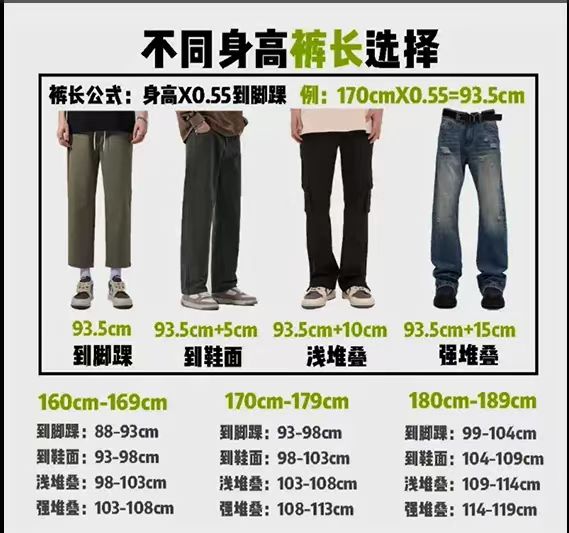 不同身高裤长选择
裤长公式：身高X0.55到脚踝 例：170cmX0.55=93.5cm
93.5cm 93.5cm+5cm 93.5cm+10cm 93.5cm+15cm
到脚踝 到鞋面 浅堆叠 强堆叠
160cm-169cm 170cm-179cm 180cm-189cm
到脚踝：88-93cm 到脚踝：93-98cm 到脚踝：99-104cm
到鞋面：93-98cm 到鞋面：98-103cm 到鞋面：104-109cm
浅堆叠：98-103cm 浅堆叠：103-108cm 浅堆叠：109-114cm
强堆叠：103-108cm 强堆叠：108-113cm 强堆叠：114-119cm